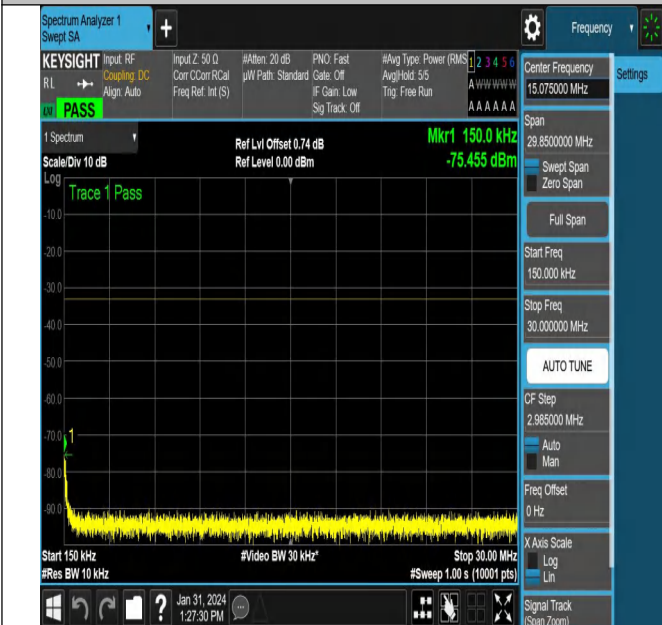 Spectrum Analyzer 1
Swept SA
+
Frequency
KEYSIGHT
RL
PASS
Input: RF
Coupling: DC
Align: Auto
Input Z: 50 Ω
Corr CCorr RCal
Freq Ref: Int (S)
#Atten: 20 dB
µW Path: Standard
PNO: Fast
Gate: Off
IF Gain: Low
Sig Track: Off
#Avg Type: Power (RMS
Avg|Hold: 5/5
Trig: Free Run
1 2 3 4 5 6
A W W W W W
A A A A A A
1 Spectrum
Scale/Div 10 dB
Ref Lvl Offset 0.74 dB
Ref Level 0.00 dBm
Mkr1 150.0 kHz
-75.455 dBm
Log
Trace 1 Pass
-10.0
-20.0
-30.0
-40.0
-50.0
-60.0
-70.0
-80.0
-90.0
1
Start 150 kHz
#Res BW 10 kHz
#Video BW 30 kHz*
Stop 30.00 MHz
#Sweep 1.00 s (10001 pts)
Jan 31, 2024
1:27:30 PM
Center Frequency
15.075000 MHz
Settings
Span
29.8500000 MHz
Swept Span
Zero Span
Full Span
Start Freq
150.000 kHz
Stop Freq
30.000000 MHz
AUTO TUNE
CF Step
2.985000 MHz
Auto
Man
Freq Offset
0 Hz
X Axis Scale
Log
Lin
Signal Track
(Span Zoom)